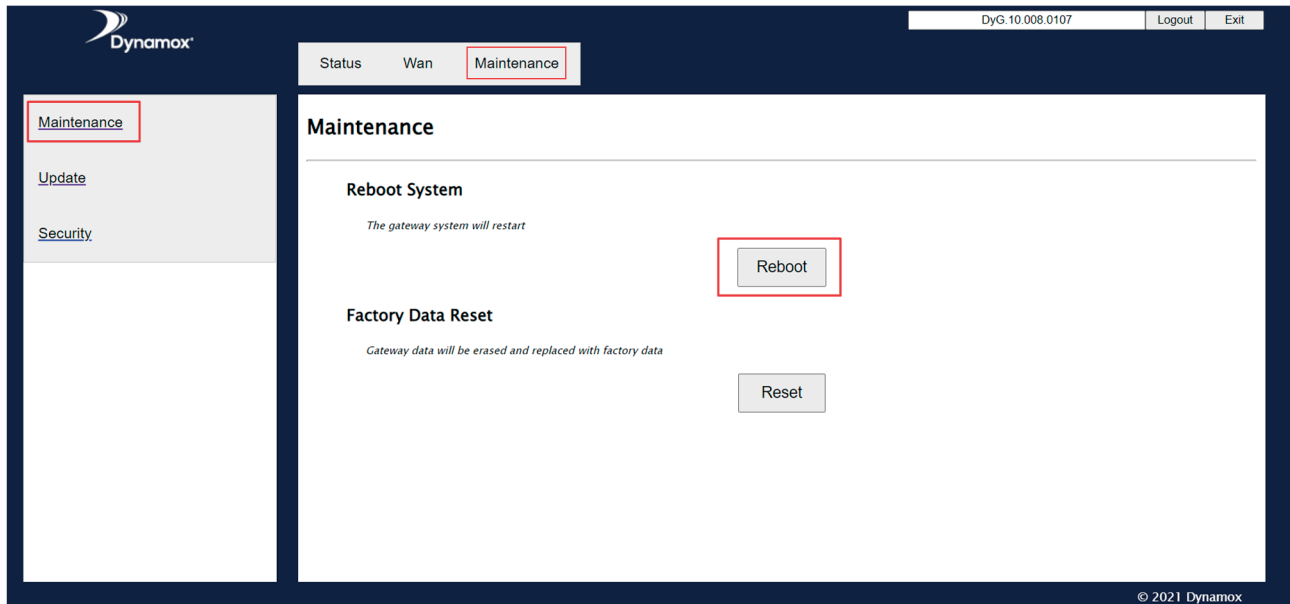 Dynamox
DyG.10.008.0107 Logout Exit
Status Wan Maintenance
Maintenance
Update
Security
Maintenance
Reboot System
The gateway system will restart
Reboot
Factory Data Reset
Gateway data will be erased and replaced with factory data
Reset
© 2021 Dynamox